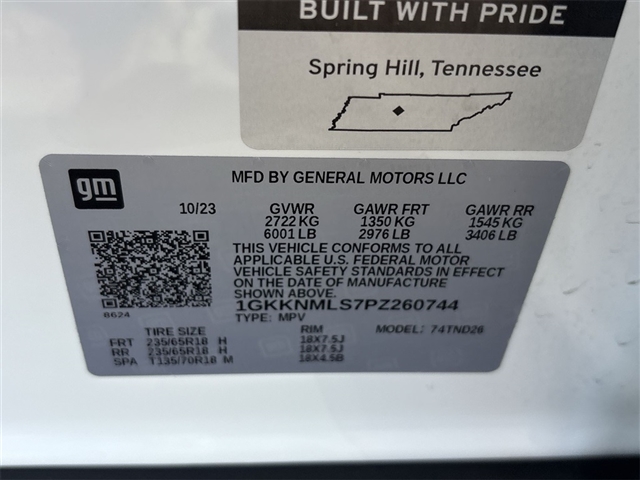 BUILT WITH PRIDE
Spring Hill, Tennessee
gm
MFD BY GENERAL MOTORS LLC
10/23 GVWR GAWR FRT GAWR RR
2722 KG 1350 KG 1545 KG
6001 LB 2976 LB 3406 LB
THIS VEHICLE CONFORMS TO ALL
APPLICABLE U.S. FEDERAL MOTOR
VEHICLE SAFETY STANDARDS IN EFFECT
ON THE DATE OF MANUFACTURE
SHOWN ABOVE.
1GKKNMLS7PZ260744
8624
TYPE: MPV MODEL: 74TND26
TIRE SIZE RIM
FRT 235/65R18 H 18X7.5J
RR 235/65R18 H 18X7.5J
SPA T135/70R18 M 18X4.5B